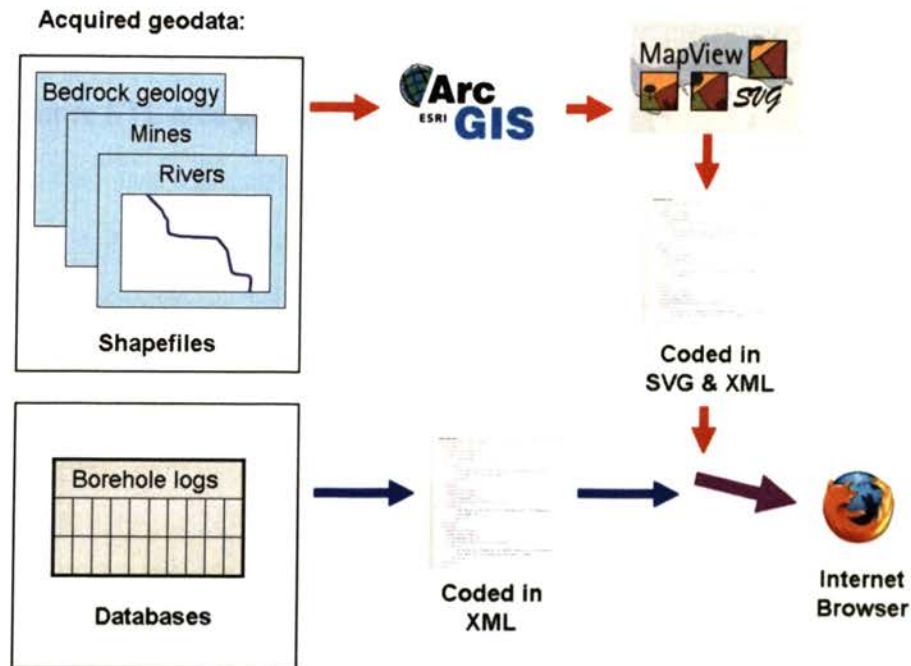 Acquired geodata:
Bedrock geology
Mines
Rivers
Shapefiles
Arc
ESRI
GIS
MapView
SVG
Coded in
SVG & XML
Borehole logs
Databases
Coded in
XML
Internet
Browser